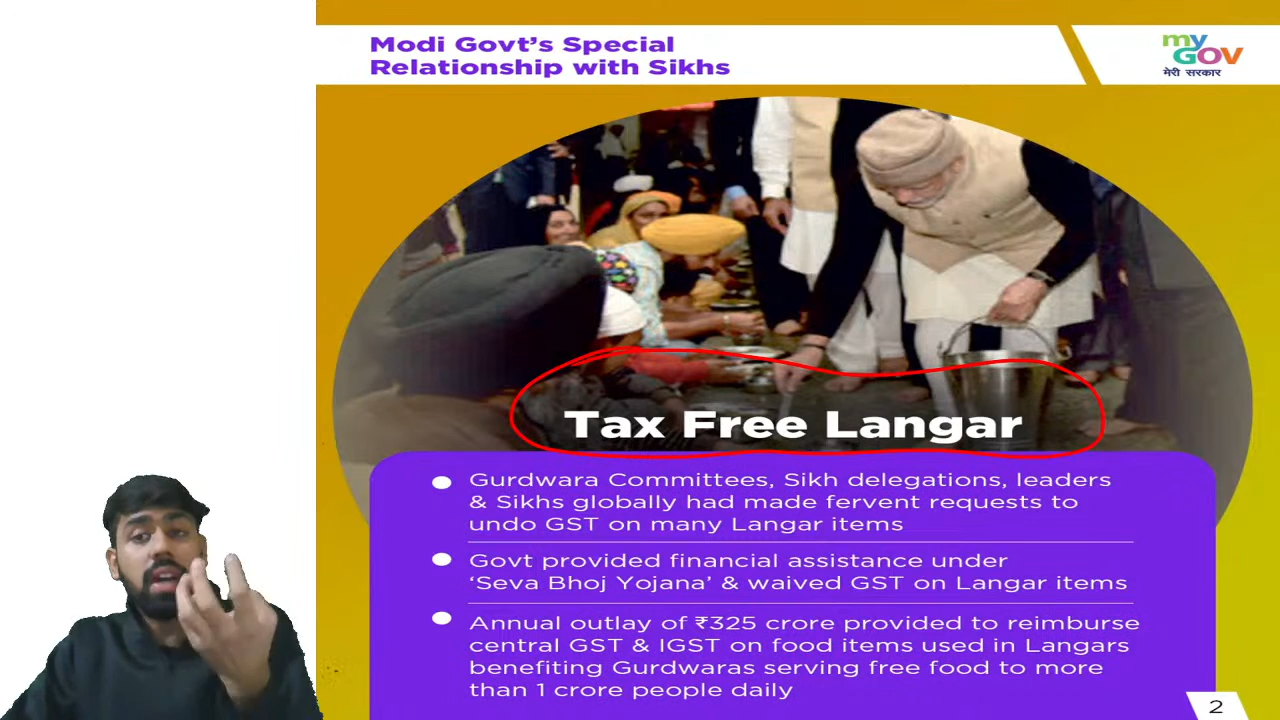 Modi Govt's Special
Relationship with Sikhs
my
GOV
मेरी सरकार
Tax Free Langar
Gurdwara Committees, Sikh delegations, leaders
& Sikhs globally had made fervent requests to
undo GST on many Langar items
Govt provided financial assistance under
'Seva Bhoj Yojana' & waived GST on Langar items
Annual outlay of ₹325 crore provided to reimburse
central GST & IGST on food items used in Langars
benefiting Gurdwaras serving free food to more
than 1 crore people daily
2